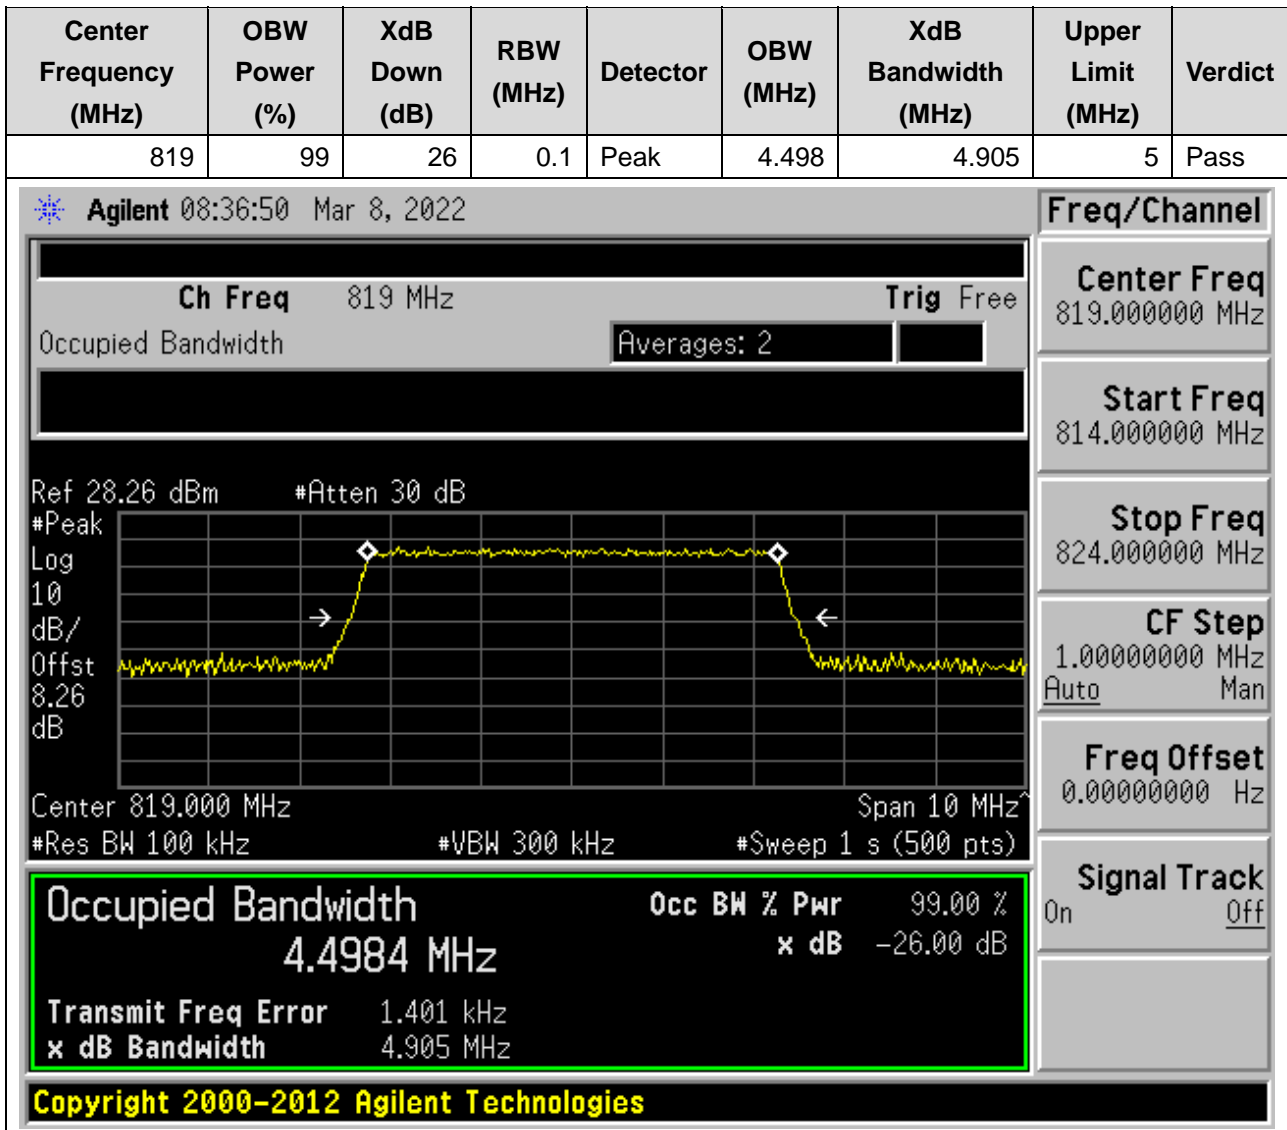 Center Frequency (MHz) OBW Power (%) XdB Down (dB) RBW (MHz) Detector OBW (MHz) XdB Bandwidth (MHz) Upper Limit (MHz) Verdict
819 99 26 0.1 Peak 4.498 4.905 5 Pass
Agilent 08:36:50 Mar 8, 2022
Freq/Channel
Ch Freq 819 MHz Trig Free
Occupied Bandwidth Averages: 2
Ref 28.26 dBm #Atten 30 dB
#Peak
Log
10
dB/
Offst
8.26
dB
Center 819.000 MHz Span 10 MHz^
#Res BW 100 kHz #VBW 300 kHz #Sweep 1 s (500 pts)
Occupied Bandwidth Occ BW % Pwr 99.00 %
4.4984 MHz x dB -26.00 dB
Transmit Freq Error 1.401 kHz
x dB Bandwidth 4.905 MHz
Center Freq
819.000000 MHz
Start Freq
814.000000 MHz
Stop Freq
824.000000 MHz
CF Step
1.00000000 MHz
Auto Man
Freq Offset
0.00000000 Hz
Signal Track
On Off
Copyright 2000-2012 Agilent Technologies